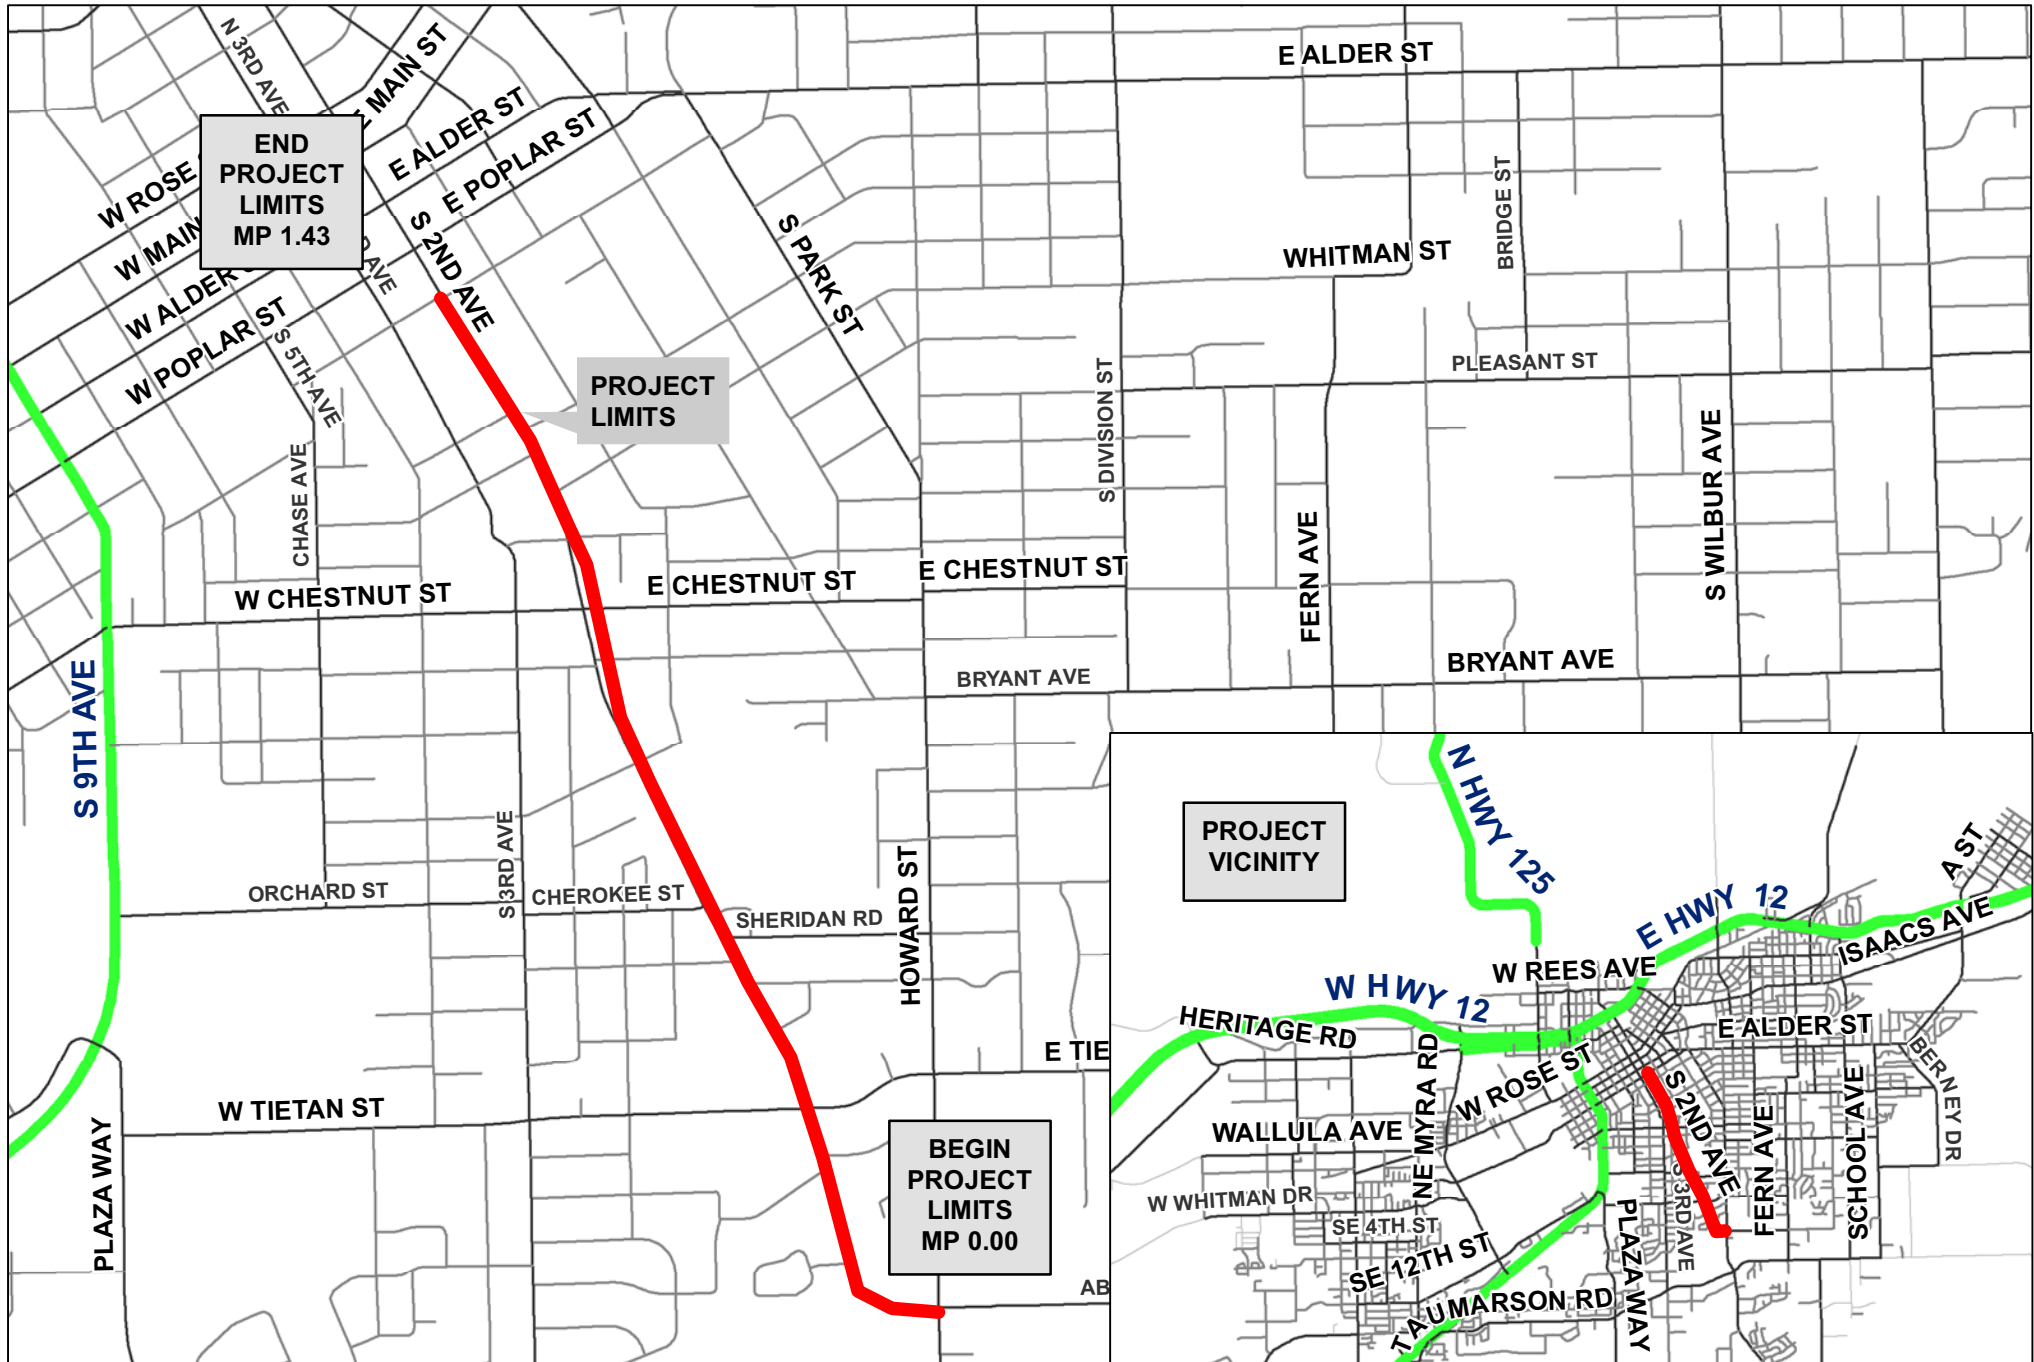 N 3RD AVE
E MAIN ST
E ALDER ST
E ALDER ST
E POPLAR ST
END
PROJECT
LIMITS
MP 1.43
W ROSE
W MAIN
W ALDER
W POPLAR ST
S 2ND AVE
AVE
S 5TH AVE
S PARK ST
WHITMAN ST
BRIDGE ST
PLEASANT ST
PROJECT
LIMITS
S DIVISION ST
CHASE AVE
FERN AVE
S WILBUR AVE
W CHESTNUT ST
E CHESTNUT ST
E CHESTNUT ST
BRYANT AVE
BRYANT AVE
S 9TH AVE
S 3RD AVE
ORCHARD ST
CHEROKEE ST
SHERIDAN RD
HOWARD ST
E TIE
W TIETAN ST
PLAZA WAY
BEGIN
PROJECT
LIMITS
MP 0.00
AB
PROJECT
VICINITY
N HWY 125
E HWY 12
A ST
ISAACS AVE
W REES AVE
W HWY 12
HERITAGE RD
E ALDER ST
BERNEY DR
NE MYRA RD
W ROSE ST
S 2ND AVE
WALLULA AVE
FERN AVE
SCHOOL AVE
W WHITMAN DR
SE 4TH ST
S 3RD AVE
SE 12TH ST
PLAZA WAY
TAUMARSON RD